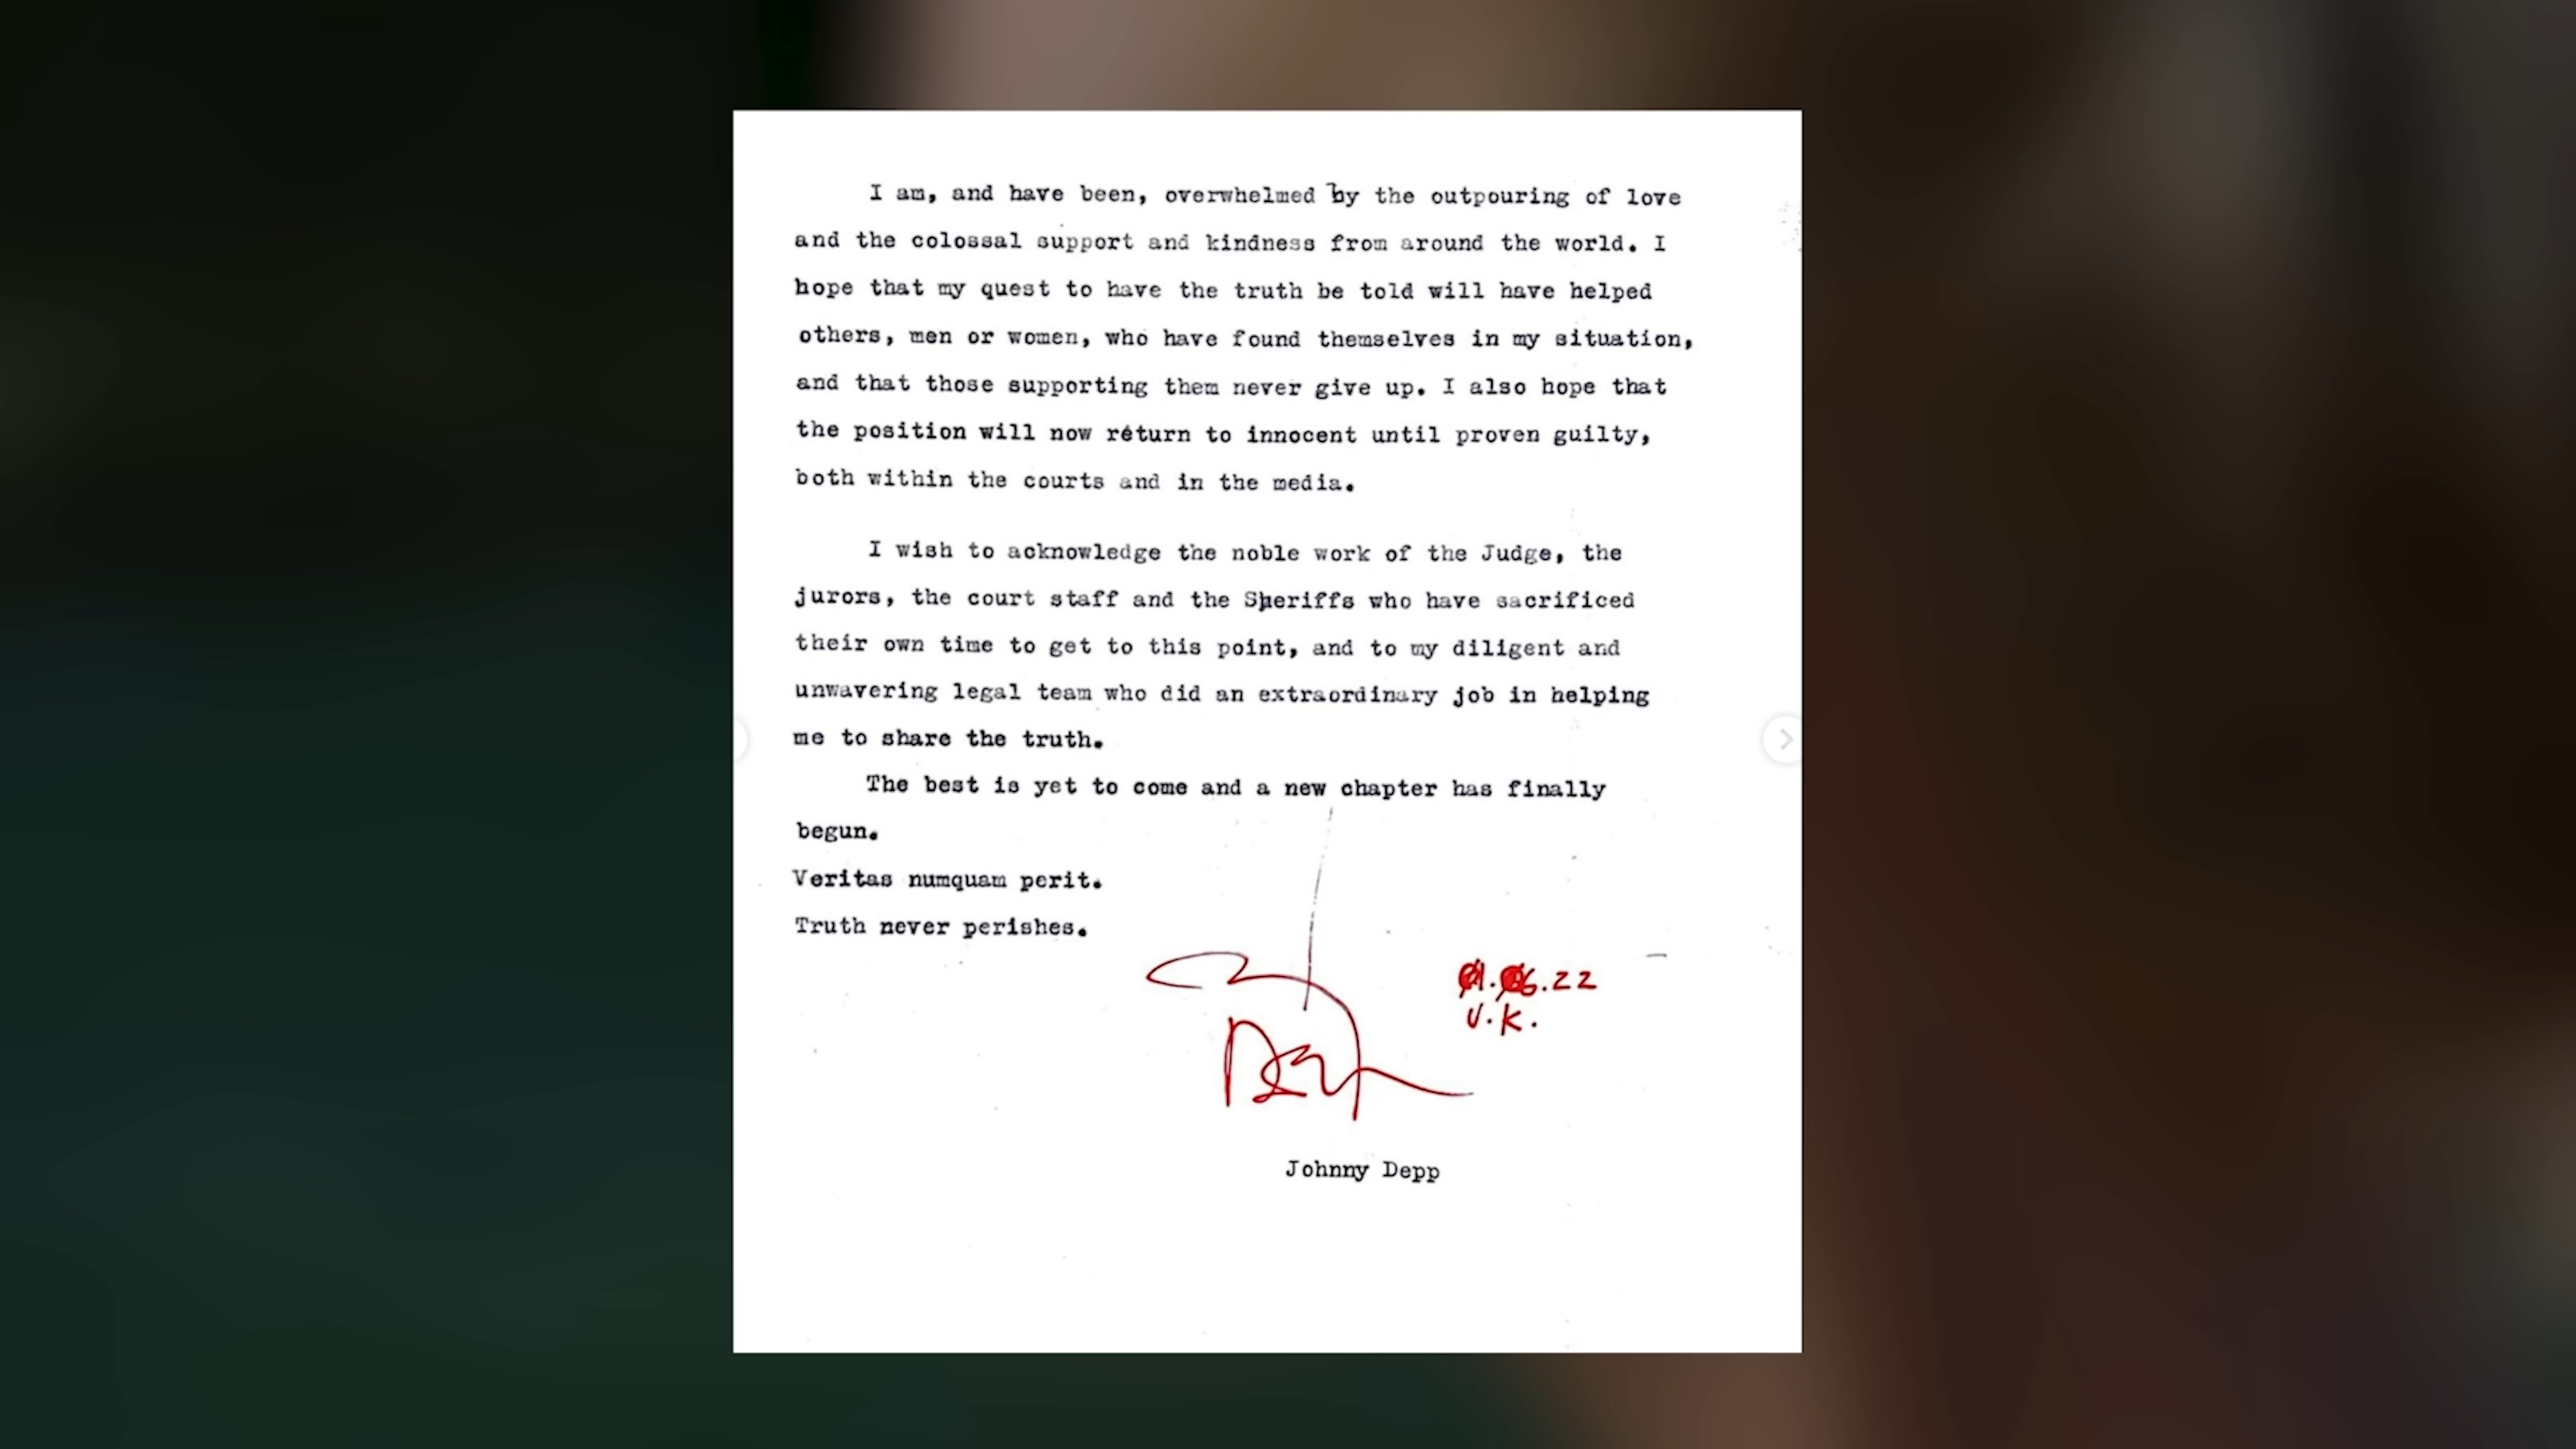 I am, and have been, overwhelmed by the outpouring of love
and the colossal support and kindness from around the world. I
hope that my quest to have the truth be told will have helped
others, men or women, who have found themselves in my situation,
and that those supporting them never give up. I also hope that
the position will now return to innocent until proven guilty,
both within the courts and in the media.
I wish to acknowledge the noble work of the Judge, the
jurors, the court staff and the Sheriffs who have sacrificed
their own time to get to this point, and to my diligent and
unwavering legal team who did an extraordinary job in helping
me to share the truth.
The best is yet to come and a new chapter has finally
begun.
Veritas numquam perit.
Truth never perishes.
01.06.22
U.K.
Depp
Johnny Depp